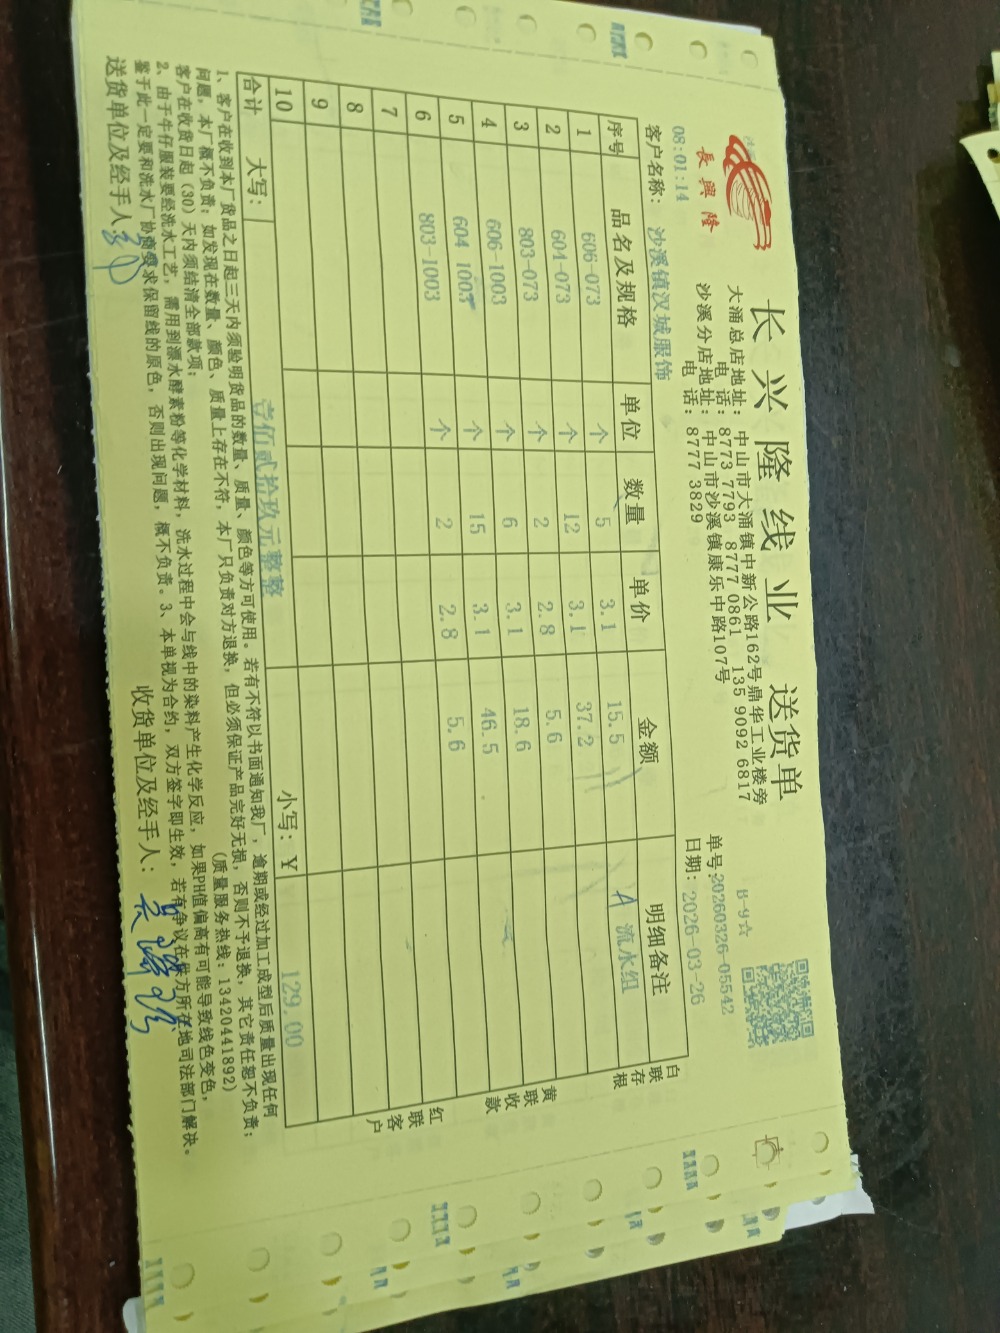 长兴隆线业 送货单
長興隆
大涌总店地址：中山市大涌镇中新公路162号鼎华工业楼旁
电 话：8773 7793 8777 0861 135 9092 6817
沙溪分店地址：中山市沙溪镇康乐中路107号
电 话：8777 3829
B-9☆
单号:20260326-05542
08:01:14
客户名称：沙溪镇汉城服饰 日期：2026-03-26
序号 品名及规格 单位 数量 单价 金额 明细备注
1 606-073 个 5 3.1 15.5 A 流水组
2 604-073 个 12 3.1 37.2
3 803-073 个 2 2.8 5.6
4 606-1003 个 6 3.1 18.6
5 604 1003 个 15 3.1 46.5
6 803-1003 个 2 2.8 5.6
7
8
9
10
合计 大写：壹佰贰拾玖元整整 小写：Y 129.00
白联存根
黄联收款
红联客户
1、客户在收到本厂货品之日起三天内须验明货品的数量、质量、颜色等方可使用。若有不符以书面通知我厂，逾期或经过加工成型后质量出现任何
问题，本厂概不负责；如发现在数量、颜色、质量上存在不符，本厂只负责对方退换，但必须保证产品完好无损，否则不予退换，其它责任恕不负责；
客户在收货日起（30）天内须结清全部款项； （质量服务热线：13420441892）
2、由于牛仔服装要经洗水工艺，需用到漂水酵素粉等化学材料，洗水过程中会与线中的染料产生化学反应，如果PH值偏高有可能导致线色变色，
鉴于此一定要和洗水厂协商要求保留线的原色，否则出现问题，概不负责。3、本单视为合约，双方签字即生效，若有争议在供方所在地司法部门解决。
送货单位及经手人： 收货单位及经手人：